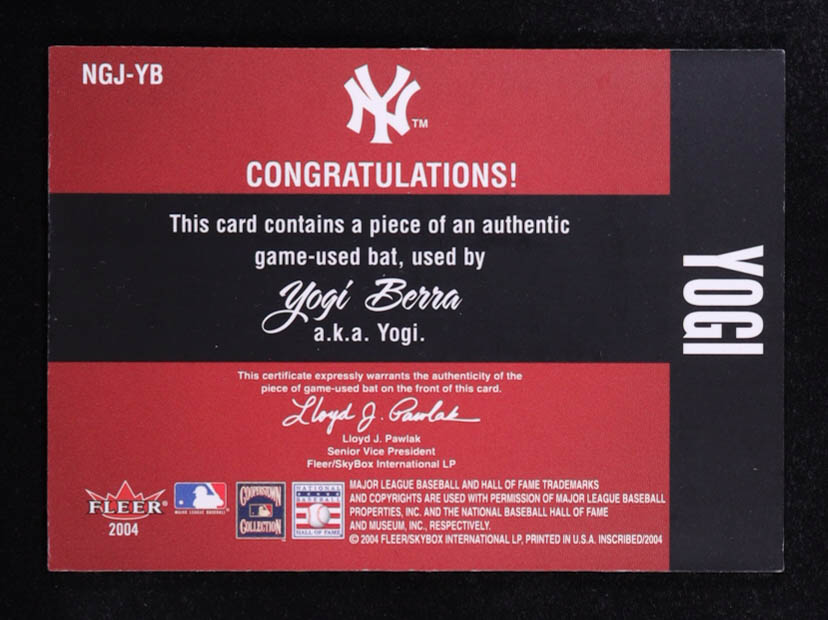 NGJ-YB
NY TM
CONGRATULATIONS!
This card contains a piece of an authentic
game-used bat, used by
Yogi Berra
a.k.a. Yogi.
YOGI
This certificate expressly warrants the authenticity of the
piece of game-used bat on the front of this card.
Lloyd J. Pawlak
Lloyd J. Pawlak
Senior Vice President
Fleer/SkyBox International LP
FLEER®
2004
MAJOR LEAGUE BASEBALL
COOPERSTOWN
COLLECTION
NATIONAL
BASEBALL
HALL OF FAME
MAJOR LEAGUE BASEBALL AND HALL OF FAME TRADEMARKS
AND COPYRIGHTS ARE USED WITH PERMISSION OF MAJOR LEAGUE BASEBALL
PROPERTIES, INC. AND THE NATIONAL BASEBALL HALL OF FAME
AND MUSEUM, INC., RESPECTIVELY.
© 2004 FLEER/SKYBOX INTERNATIONAL LP, PRINTED IN U.S.A. INSCRIBED/2004